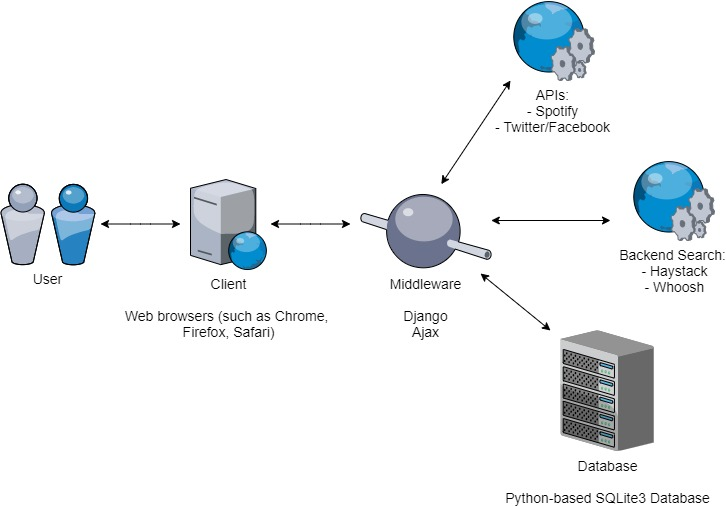 APIs:
- Spotify
- Twitter/Facebook
User
Client
Web browsers (such as Chrome,
Firefox, Safari)
Middleware
Django
Ajax
Backend Search:
- Haystack
- Whoosh
Database
Python-based SQLite3 Database